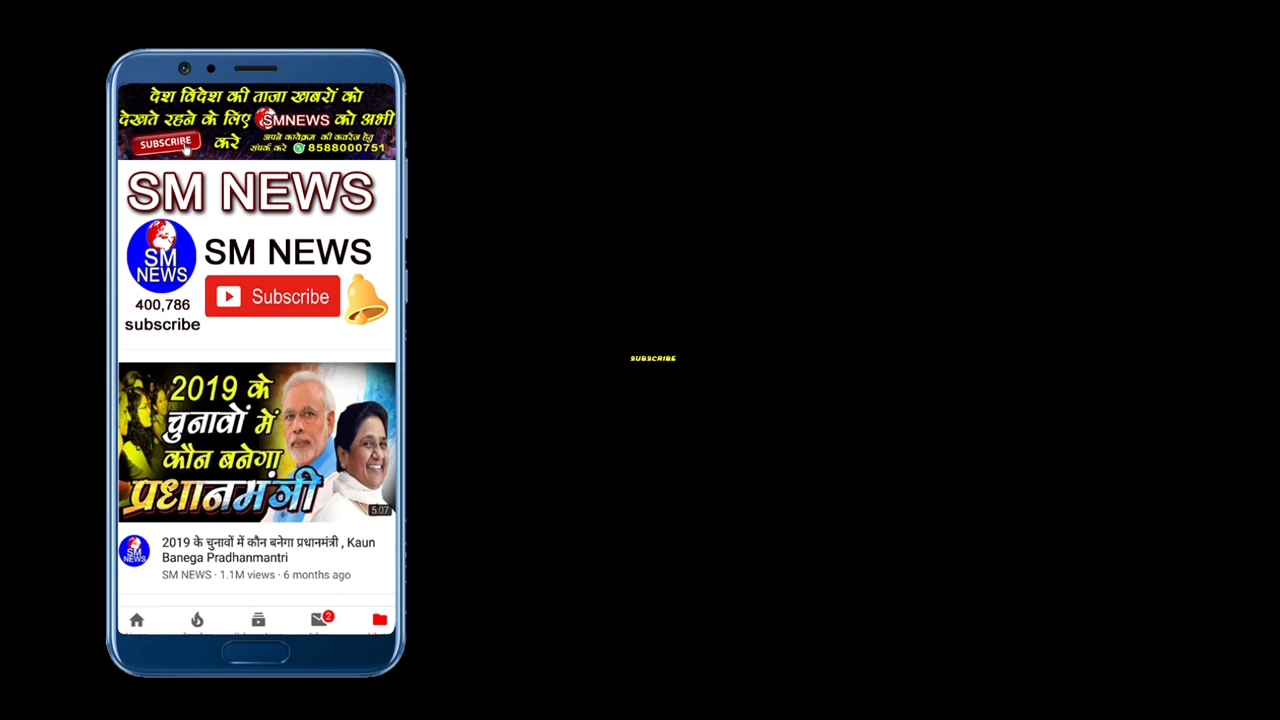 देश विदेश की ताजा खबरों को
देखते रहने के लिए SMNEWS को अभी
SUBSCRIBE करे अपने कार्यक्रम की कवरेज हेतु
संपर्क करे 8588000751
SM NEWS
SM
NEWS
SM NEWS
Subscribe
400,786
subscribe
SUBSCRIBE
2019 के
चुनावों में
कौन बनेगा
प्रधानमंत्री
5:07
SM
NEWS
2019 के चुनावों में कौन बनेगा प्रधानमंत्री , Kaun
Banega Pradhanmantri
SM NEWS · 1.1M views · 6 months ago
2